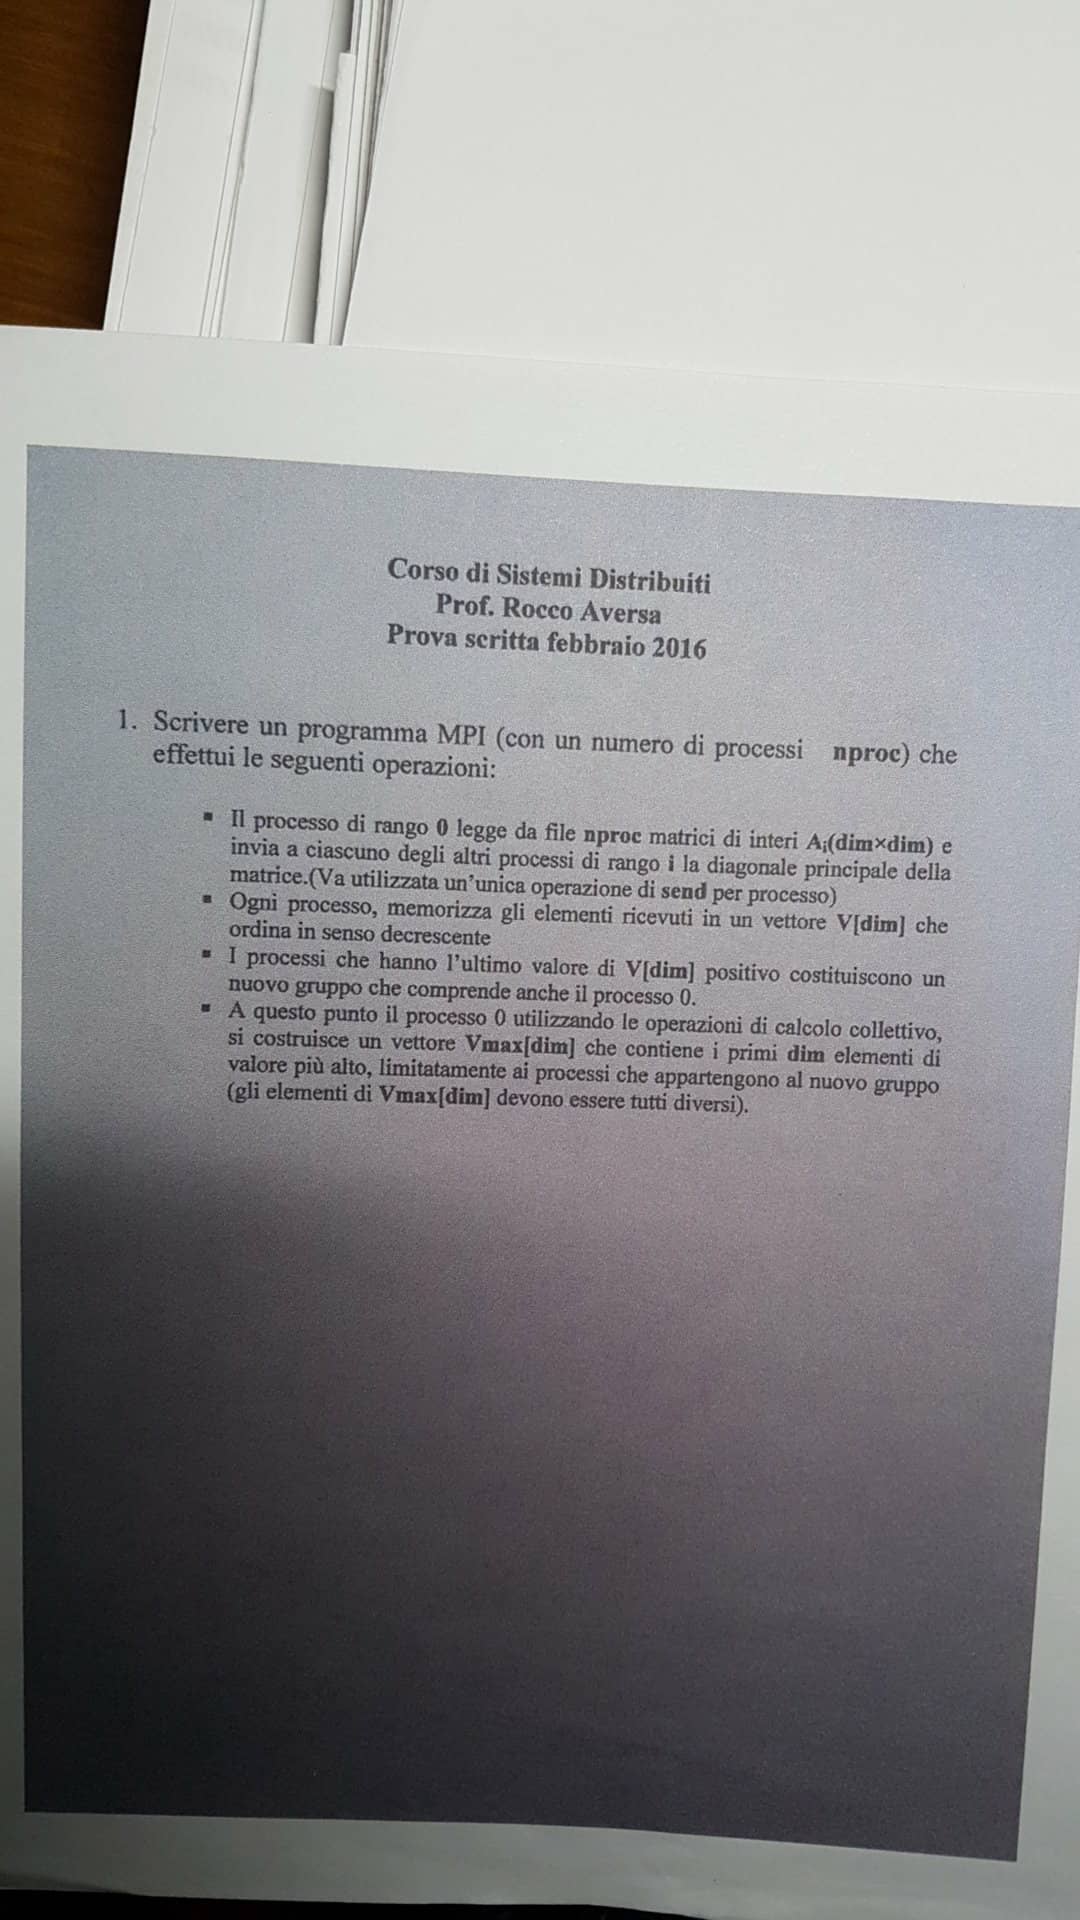 Corso di Sistemi Distribuiti
Prof. Rocco Aversa
Prova scritta febbraio 2016
1. Scrivere un programma MPI (con un numero di processi nproc) che
effettui le seguenti operazioni:
▪ Il processo di rango 0 legge da file nproc matrici di interi Aᵢ(dim×dim) e
invia a ciascuno degli altri processi di rango i la diagonale principale della
matrice.(Va utilizzata un'unica operazione di send per processo)
▪ Ogni processo, memorizza gli elementi ricevuti in un vettore V[dim] che
ordina in senso decrescente
▪ I processi che hanno l'ultimo valore di V[dim] positivo costituiscono un
nuovo gruppo che comprende anche il processo 0.
▪ A questo punto il processo 0 utilizzando le operazioni di calcolo collettivo,
si costruisce un vettore Vmax[dim] che contiene i primi dim elementi di
valore più alto, limitatamente ai processi che appartengono al nuovo gruppo
(gli elementi di Vmax[dim] devono essere tutti diversi).